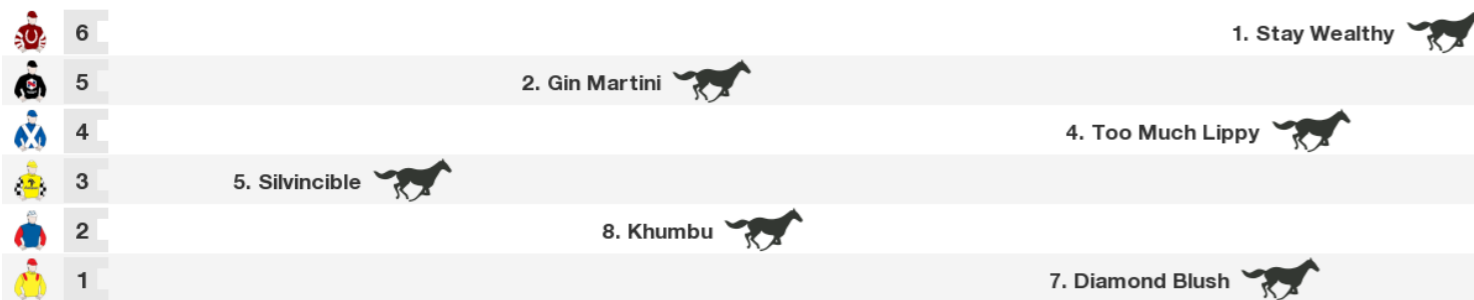 6 1. Stay Wealthy
5 2. Gin Martini
4 4. Too Much Lippy
3 5. Silvincible
2 8. Khumbu
1 7. Diamond Blush